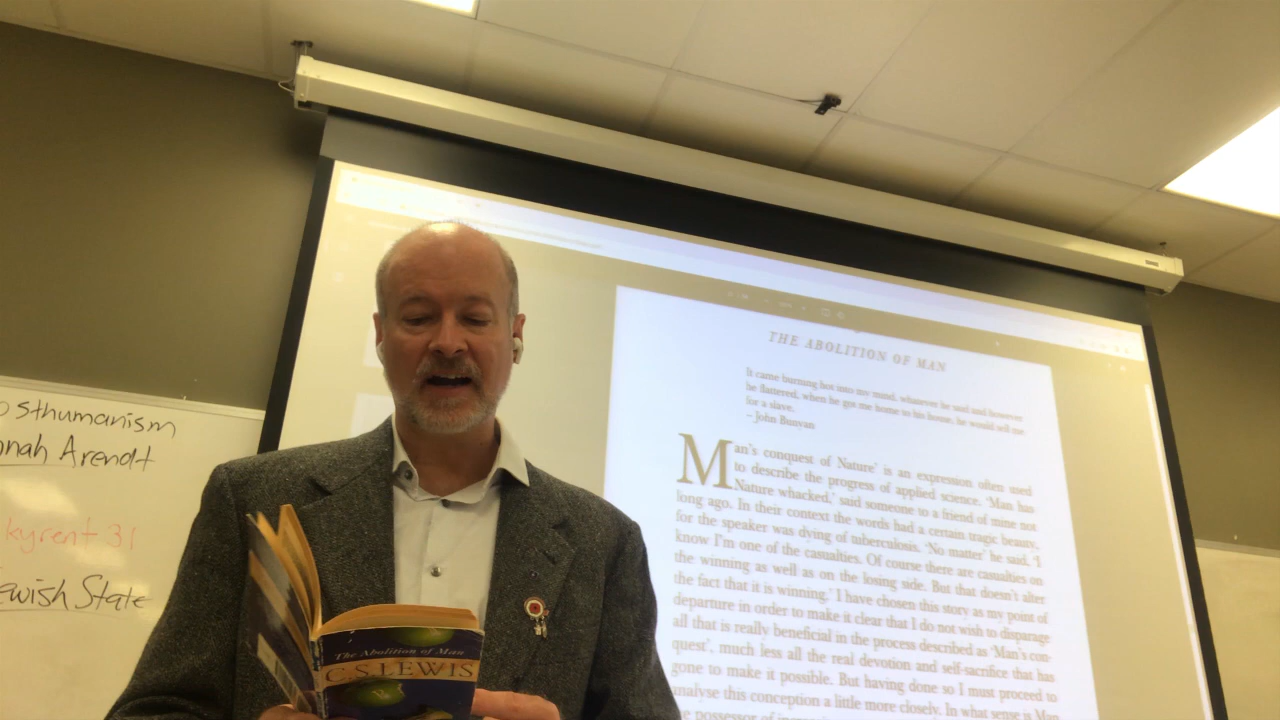 osthumanism
nnah Arendt
kyrent 31
ewish State
The Abolition of Man
C.S. LEWIS
THE ABOLITION OF MAN
It came burning hot into my mind, whatever he said and however
he flattered, when he got me home to his house, he would sell me
for a slave.
– John Bunyan
Man's conquest of Nature' is an expression often used
to describe the progress of applied science. 'Man has
Nature whacked,' said someone to a friend of mine not
long ago. In their context the words had a certain tragic beauty,
for the speaker was dying of tuberculosis. 'No matter' he said, 'I
know I'm one of the casualties. Of course there are casualties on
the winning as well as on the losing side. But that doesn't alter
the fact that it is winning.' I have chosen this story as my point of
departure in order to make it clear that I do not wish to disparage
all that is really beneficial in the process described as 'Man's con-
quest', much less all the real devotion and self-sacrifice that has
gone to make it possible. But having done so I must proceed to
analyse this conception a little more closely. In what sense is Man
possessor of